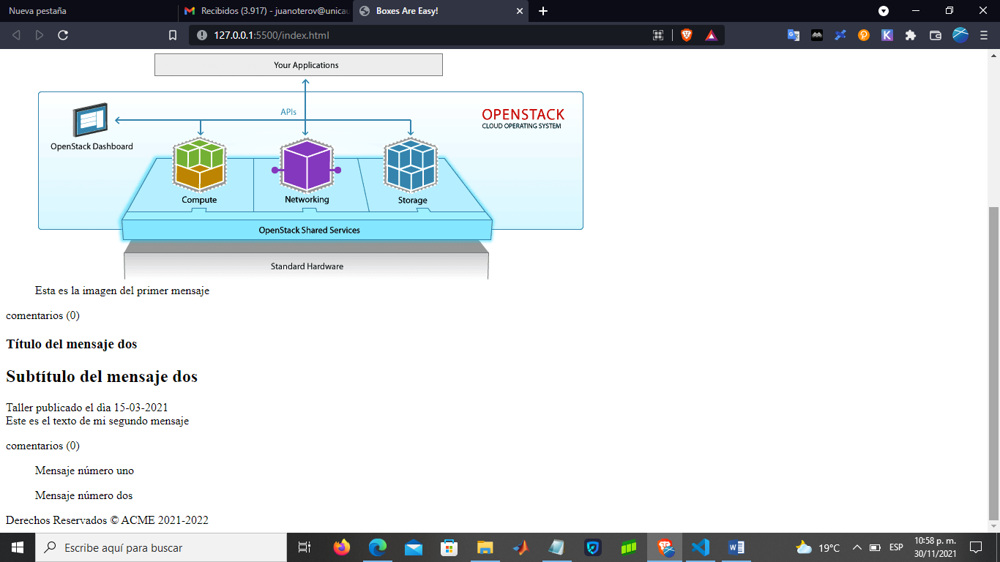 Nueva pestaña
Recibidos (3.917) - juanoterov@unicau
Boxes Are Easy!
127.0.0.1:5500/index.html
Your Applications
APIs
OPENSTACK
CLOUD OPERATING SYSTEM
OpenStack Dashboard
Compute
Networking
Storage
OpenStack Shared Services
Standard Hardware
Esta es la imagen del primer mensaje
comentarios (0)
Título del mensaje dos
Subtítulo del mensaje dos
Taller publicado el dìa 15-03-2021
Este es el texto de mi segundo mensaje
comentarios (0)
Mensaje número uno
Mensaje número dos
Derechos Reservados © ACME 2021-2022
Escribe aquí para buscar
19°C
ESP
10:58 p. m.
30/11/2021